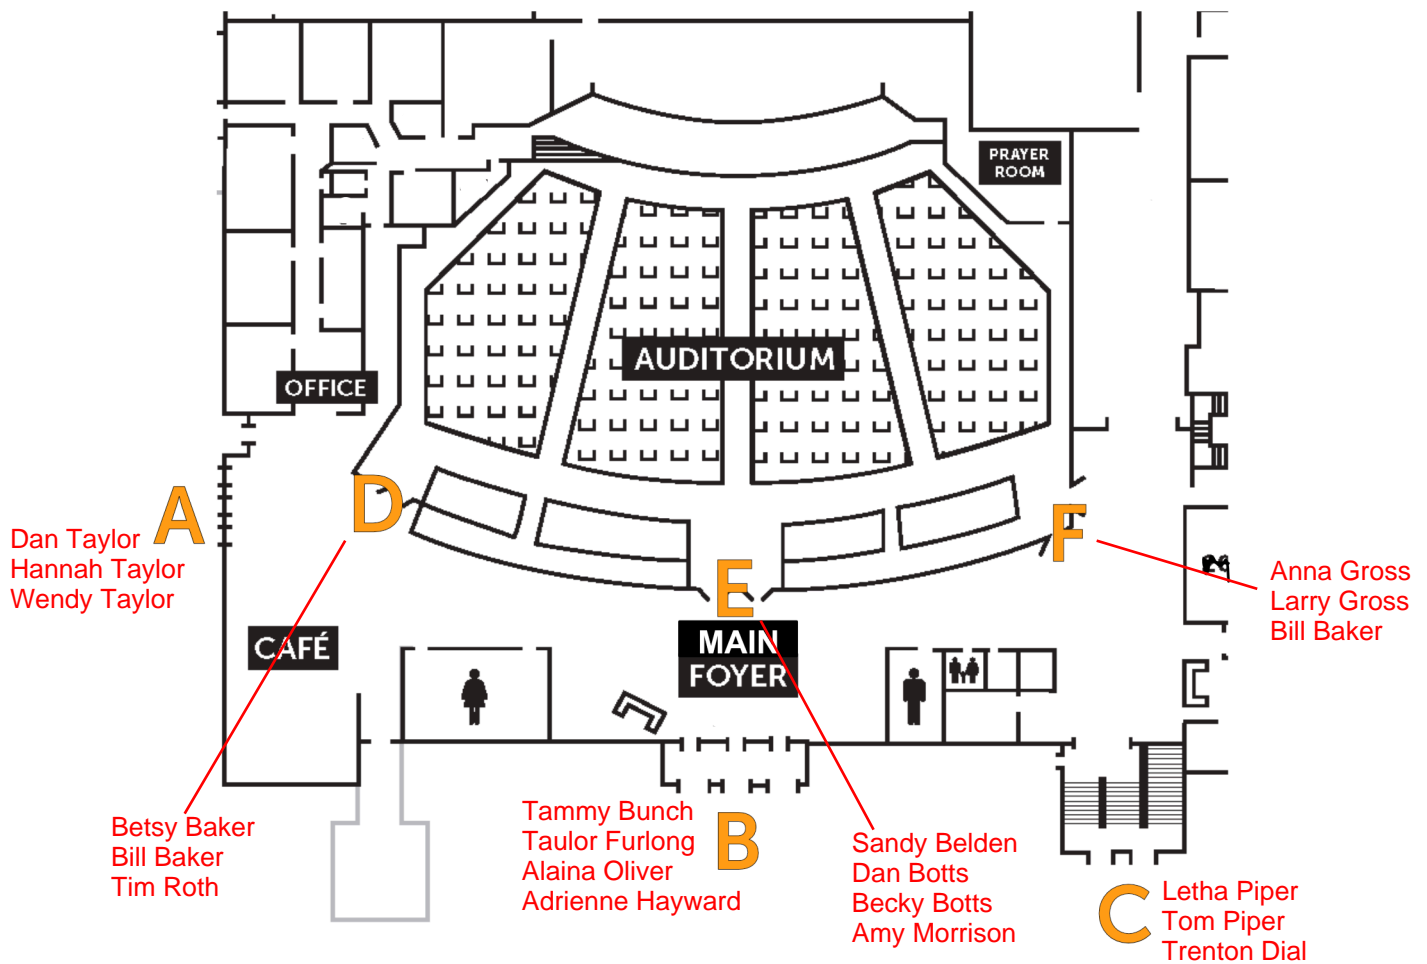 PRAYER
ROOM
AUDITORIUM
OFFICE
A
D
F
E
Dan Taylor
Hannah Taylor
Wendy Taylor
Anna Gross
Larry Gross
Bill Baker
CAFÉ
MAIN
FOYER
Betsy Baker
Bill Baker
Tim Roth
Tammy Bunch
Taulor Furlong
Alaina Oliver
Adrienne Hayward
B
Sandy Belden
Dan Botts
Becky Botts
Amy Morrison
C
Letha Piper
Tom Piper
Trenton Dial